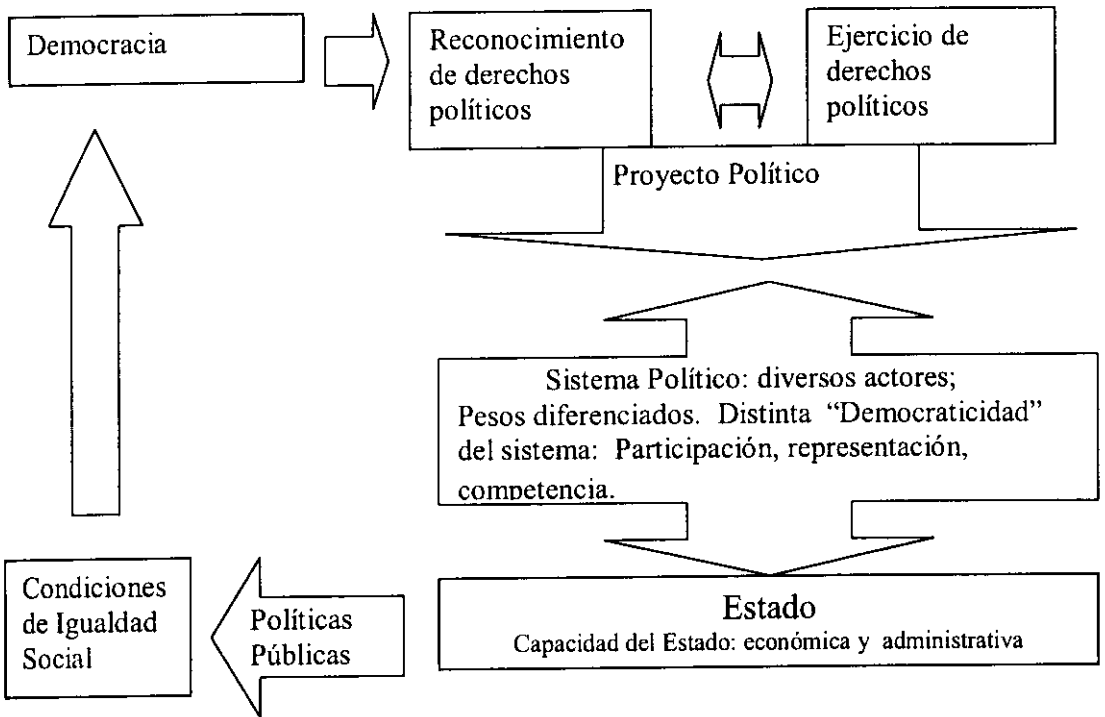 Democracia
Reconocimiento
de derechos
políticos
Ejercicio de
derechos
políticos
Proyecto Político
Sistema Político: diversos actores;
Pesos diferenciados. Distinta “Democraticidad”
del sistema: Participación, representación,
competencia.
Estado
Capacidad del Estado: económica y administrativa
Políticas
Públicas
Condiciones
de Igualdad
Social